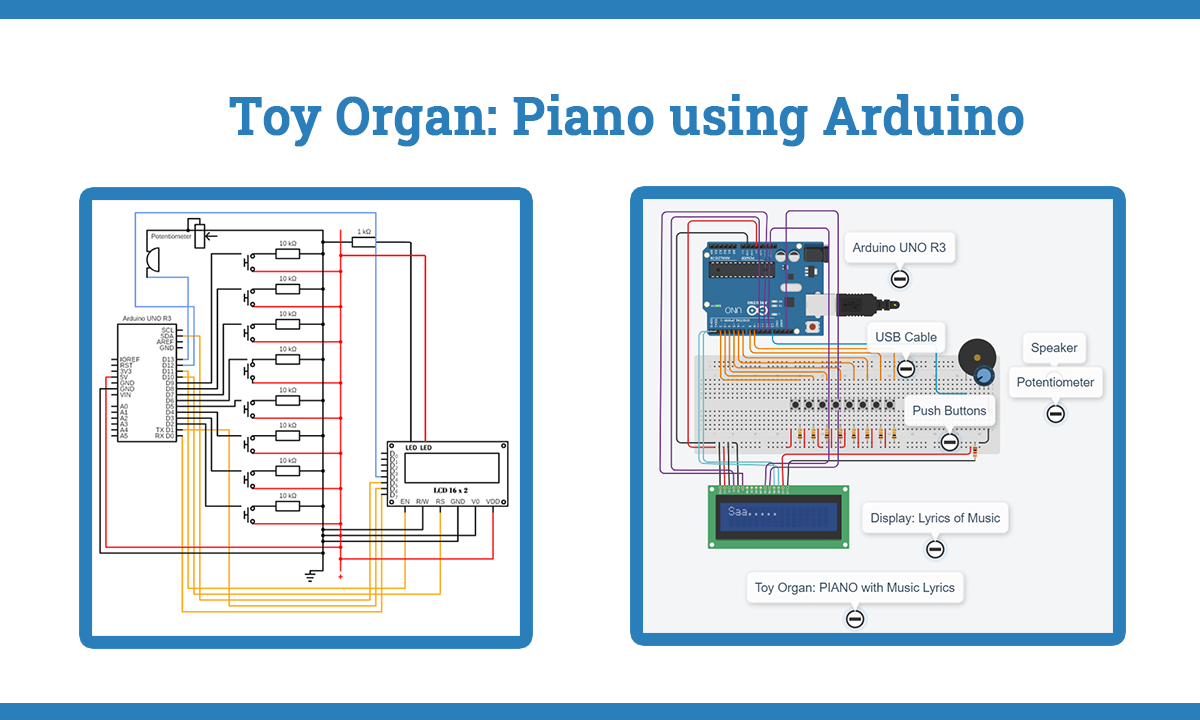 Toy Organ: Piano using Arduino
Potentiometer
1 kΩ
10 kΩ
10 kΩ
10 kΩ
10 kΩ
10 kΩ
10 kΩ
10 kΩ
10 kΩ
Arduino UNO R3
SCL
SDA
AREF
GND
IOREF
RST
3V3
5V
GND
GND
VIN
A0
A1
A2
A3
A4
A5
D13
D12
D11
D10
D9
D8
D7
D6
D5
D4
D3
D2
TX D1
RX D0
LED LED
LCD 16 x 2
EN R/W RS GND V0 VDD
+
Arduino UNO R3
UNO
USB Cable
Speaker
Potentiometer
Push Buttons
Saa.....
Display: Lyrics of Music
Toy Organ: PIANO with Music Lyrics